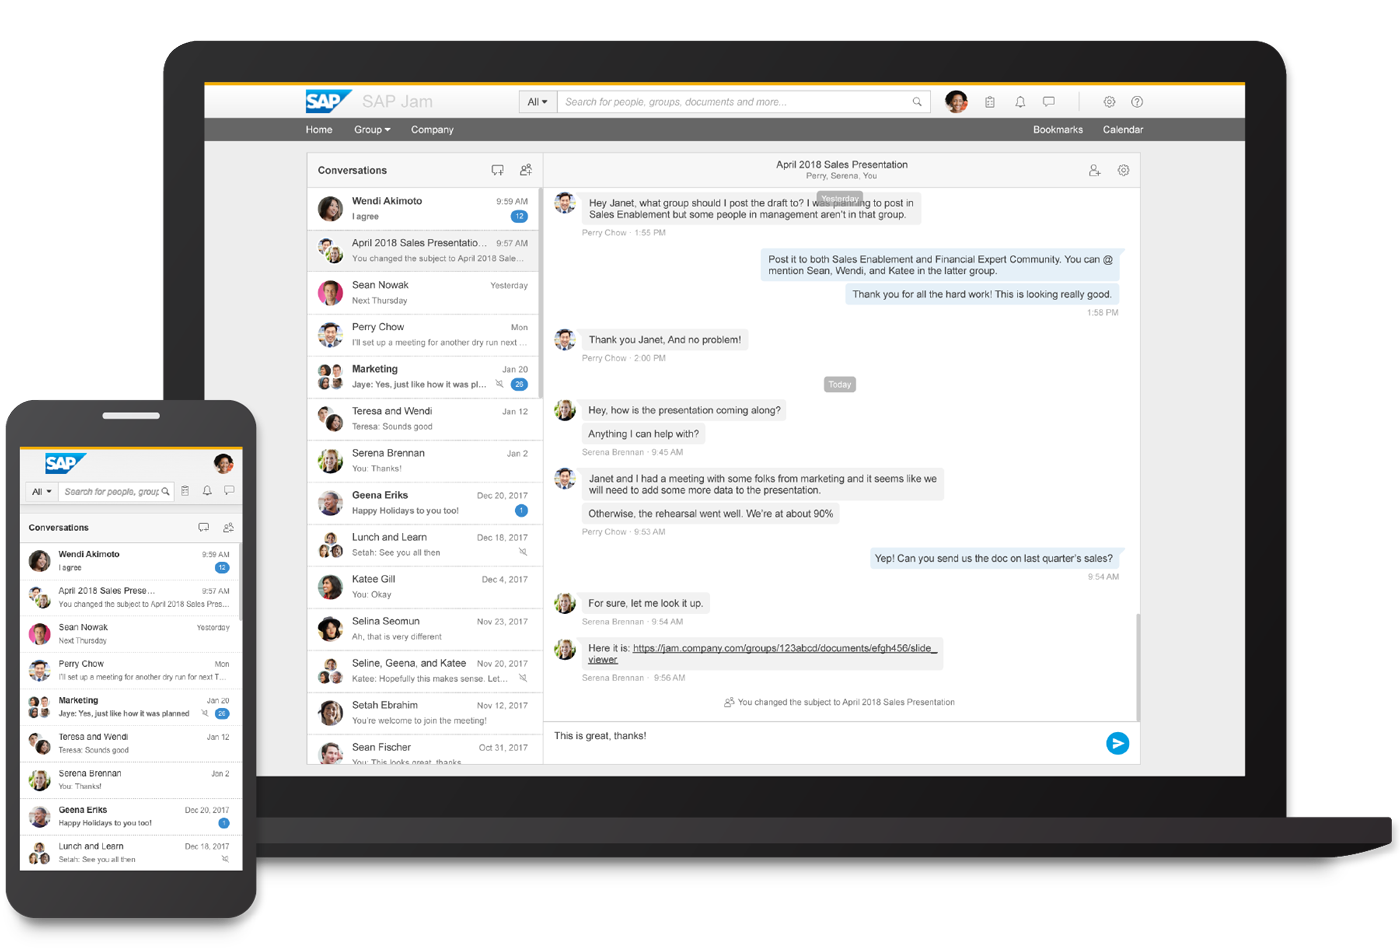 SAP SAP Jam
All Search for people, groups, documents and more...
Home Group Company Bookmarks Calendar
Conversations
Wendi Akimoto 9:59 AM
I agree 12
April 2018 Sales Presentatio... 9:57 AM
You changed the subject to April 2018 Sale...
Sean Nowak Yesterday
Next Thursday
Perry Chow Mon
I'll set up a meeting for another dry run next ...
Marketing Jan 20
Jaye: Yes, just like how it was pl... 26
Teresa and Wendi Jan 12
Teresa: Sounds good
Serena Brennan Jan 2
You: Thanks!
Geena Eriks Dec 20, 2017
Happy Holidays to you too! 1
Lunch and Learn Dec 18, 2017
Setah: See you all then
Katee Gill Dec 4, 2017
You: Okay
Selina Seomun Nov 23, 2017
Ah, that is very different
Seline, Geena, and Katee Nov 20, 2017
Katee: Hopefully this makes sense. Let...
Setah Ebrahim Nov 12, 2017
You're welcome to join the meeting!
Sean Fischer Oct 31, 2017
You: This looks great, thanks
April 2018 Sales Presentation
Perry, Serena, You
Yesterday
Hey Janet, what group should I post the draft to? I was planning to post in
Sales Enablement but some people in management aren't in that group.
Perry Chow · 1:55 PM
Post it to both Sales Enablement and Financial Expert Community. You can @
mention Sean, Wendi, and Katee in the latter group.
Thank you for all the hard work! This is looking really good.
1:58 PM
Thank you Janet, And no problem!
Perry Chow · 2:00 PM
Today
Hey, how is the presentation coming along?
Anything I can help with?
Serena Brennan · 9:45 AM
Janet and I had a meeting with some folks from marketing and it seems like we
will need to add some more data to the presentation.
Otherwise, the rehearsal went well. We're at about 90%
Perry Chow · 9:53 AM
Yep! Can you send us the doc on last quarter's sales?
9:54 AM
For sure, let me look it up.
Serena Brennan · 9:54 AM
Here it is: https://jam.company.com/groups/123abcd/documents/efgh456/slide_
viewer
Serena Brennan · 9:56 AM
You changed the subject to April 2018 Sales Presentation
This is great, thanks!
SAP
All Search for people, group
Conversations
Wendi Akimoto 9:59 AM
I agree 12
April 2018 Sales Prese... 9:57 AM
You changed the subject to April 2018 Sales Pres...
Sean Nowak Yesterday
Next Thursday
Perry Chow Mon
I'll set up a meeting for another dry run for next T...
Marketing Jan 20
Jaye: Yes, just like how it was planned 26
Teresa and Wendi Jan 12
Teresa: Sounds good
Serena Brennan Jan 2
You: Thanks!
Geena Eriks Dec 20, 2017
Happy Holidays to you too! 1
Lunch and Learn Dec 18, 2017
Setah: See you all then